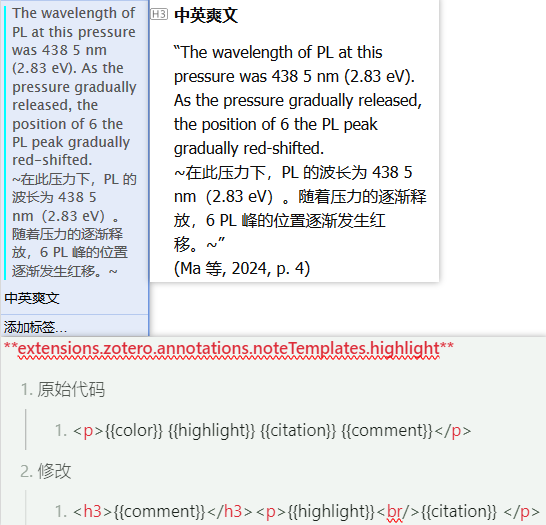 The wavelength of
PL at this pressure
was 438 5 nm
(2.83 eV). As the
pressure gradually
released, the
position of 6 the
PL peak gradually
red-shifted.
~在此压力下，PL 的
波长为 438 5
nm（2.83 eV）。
随着压力的逐渐释
放，6 PL 峰的位置
逐渐发生红移。~
中英爽文
添加标签…
H3 中英爽文
“The wavelength of PL at this
pressure was 438 5 nm (2.83 eV).
As the pressure gradually released,
the position of 6 the PL peak
gradually red-shifted.
~在此压力下，PL 的波长为 438 5
nm（2.83 eV）。随着压力的逐渐释
放，6 PL 峰的位置逐渐发生红
移。~”
(Ma 等, 2024, p. 4)
**extensions.zotero.annotations.noteTemplates.highlight**
1. 原始代码
1. <p>{{color}} {{highlight}} {{citation}} {{comment}}</p>
2. 修改
1. <h3>{{comment}}</h3><p>{{highlight}}<br/>{{citation}} </p>